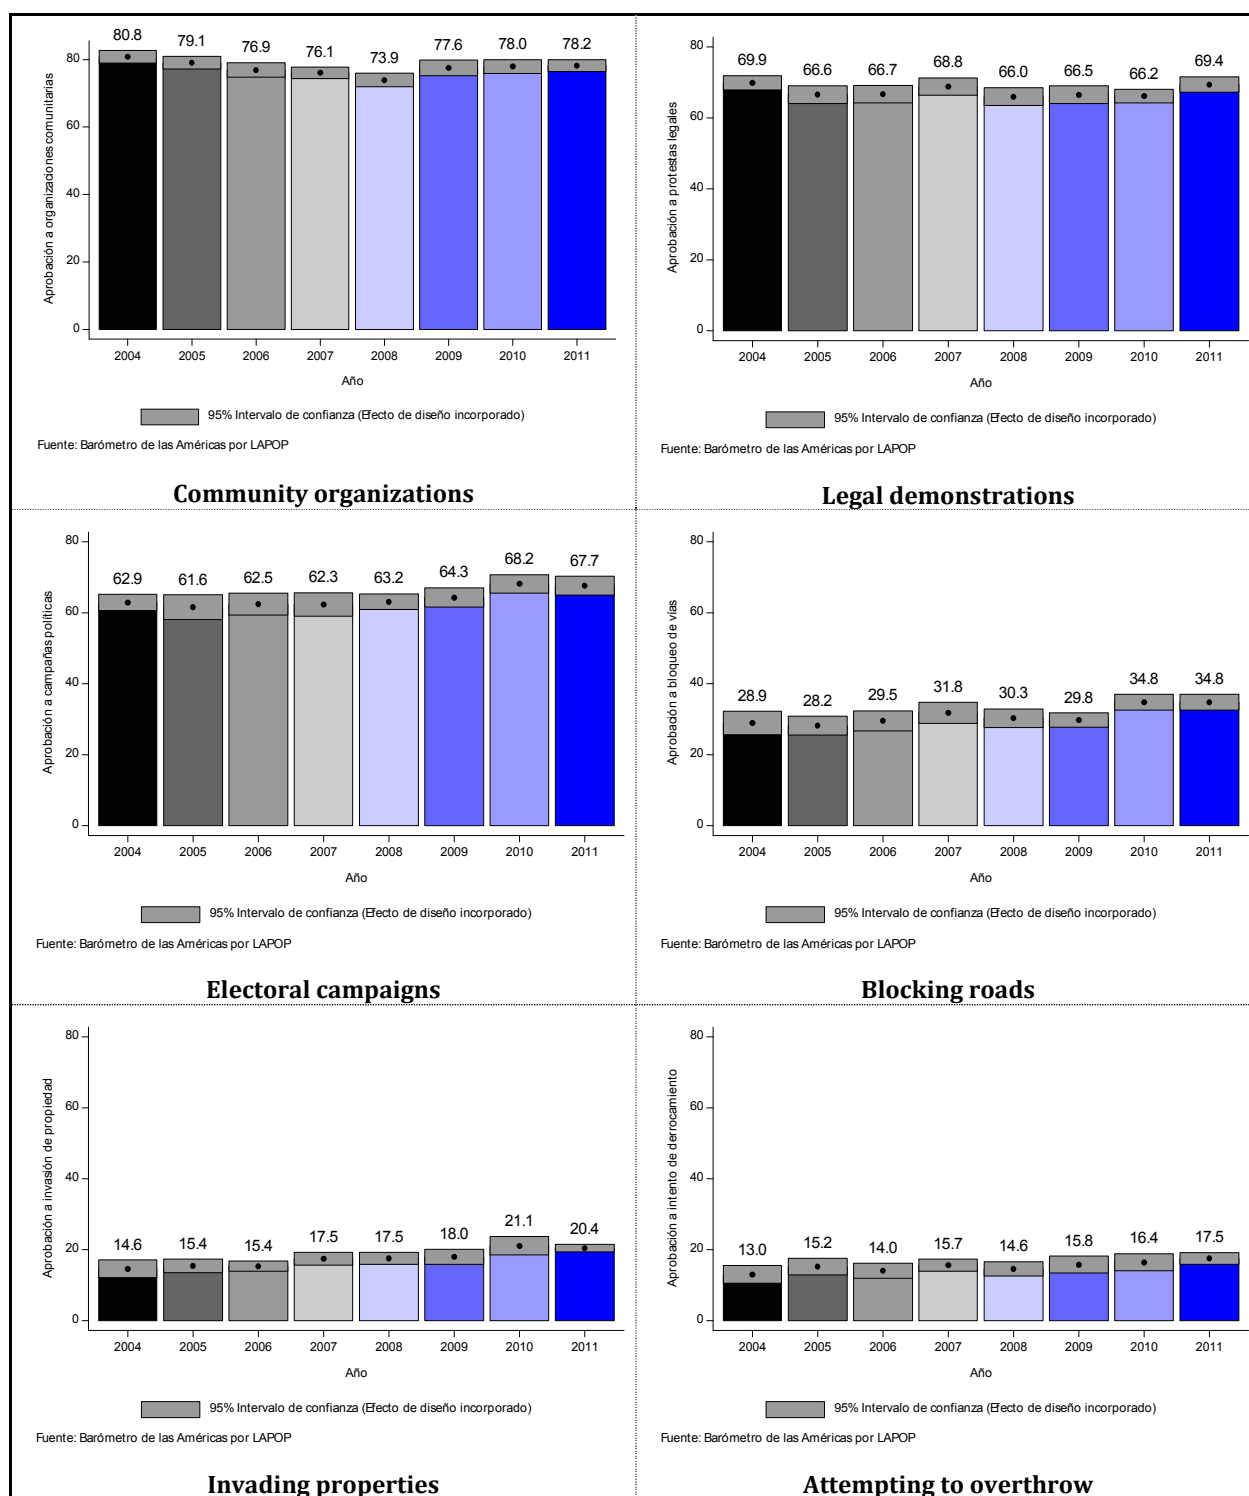 80.8 79.1 76.9 76.1 73.9 77.6 78.0 78.2
80
60
40
20
0
Aprobación a organizaciones comunitarias
2004 2005 2006 2007 2008 2009 2010 2011
Año
95% Intervalo de confianza (Efecto de diseño incorporado)
Fuente: Barómetro de las Américas por LAPOP
Community organizations
69.9 66.6 66.7 68.8 66.0 66.5 66.2 69.4
80
60
40
20
0
Aprobación a protestas legales
2004 2005 2006 2007 2008 2009 2010 2011
Año
95% Intervalo de confianza (Efecto de diseño incorporado)
Fuente: Barómetro de las Américas por LAPOP
Legal demonstrations
62.9 61.6 62.5 62.3 63.2 64.3 68.2 67.7
80
60
40
20
0
Aprobación a campañas políticas
2004 2005 2006 2007 2008 2009 2010 2011
Año
95% Intervalo de confianza (Efecto de diseño incorporado)
Fuente: Barómetro de las Américas por LAPOP
Electoral campaigns
28.9 28.2 29.5 31.8 30.3 29.8 34.8 34.8
80
60
40
20
0
Aprobación a bloqueo de vías
2004 2005 2006 2007 2008 2009 2010 2011
Año
95% Intervalo de confianza (Efecto de diseño incorporado)
Fuente: Barómetro de las Américas por LAPOP
Blocking roads
14.6 15.4 15.4 17.5 17.5 18.0 21.1 20.4
80
60
40
20
0
Aprobación a invasión de propiedad
2004 2005 2006 2007 2008 2009 2010 2011
Año
95% Intervalo de confianza (Efecto de diseño incorporado)
Fuente: Barómetro de las Américas por LAPOP
Invading properties
13.0 15.2 14.0 15.7 14.6 15.8 16.4 17.5
80
60
40
20
0
Aprobación a intento de derrocamiento
2004 2005 2006 2007 2008 2009 2010 2011
Año
95% Intervalo de confianza (Efecto de diseño incorporado)
Fuente: Barómetro de las Américas por LAPOP
Attempting to overthrow